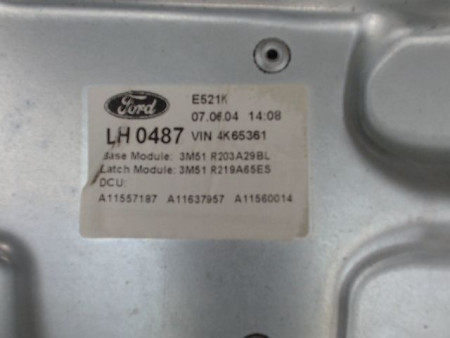 Ford
E521K
07.06.04 14:08
LH 0487 VIN 4K65361
Base Module: 3M51 R203A29BL
Latch Module: 3M51 R219A65ES
DCU:
A11557187 A11637957 A11560014